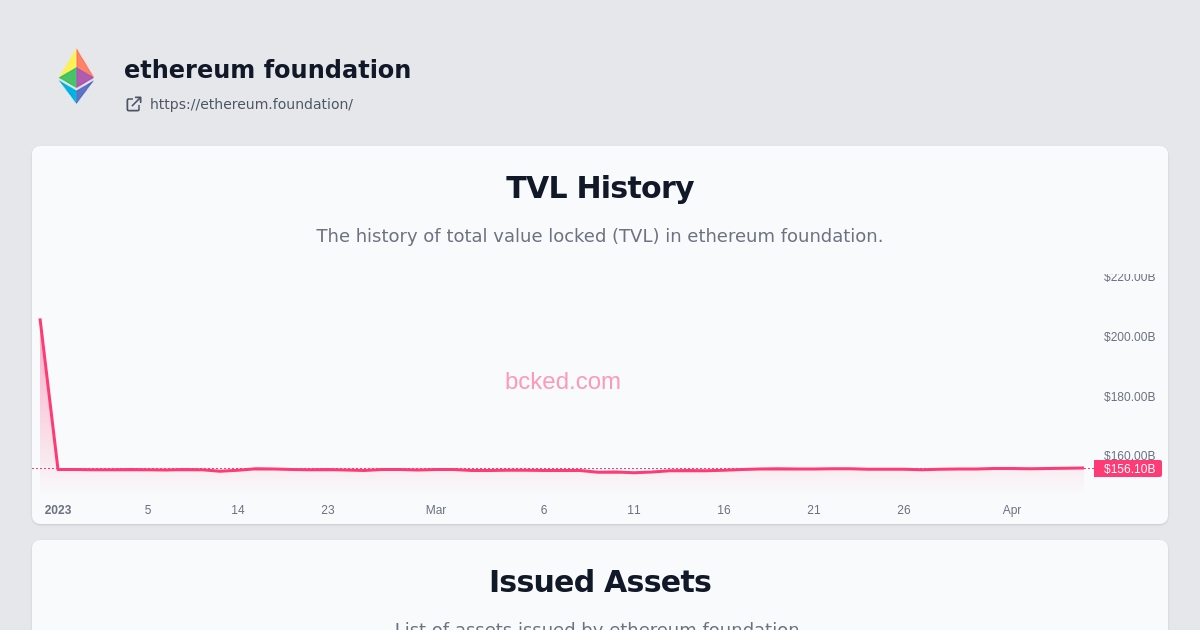 ethereum foundation
https://ethereum.foundation/
TVL History
The history of total value locked (TVL) in ethereum foundation.
$220.00B
$200.00B
bcked.com
$180.00B
$160.00B
$156.10B
2023 5 14 23 Mar 6 11 16 21 26 Apr
Issued Assets
List of assets issued by ethereum foundation